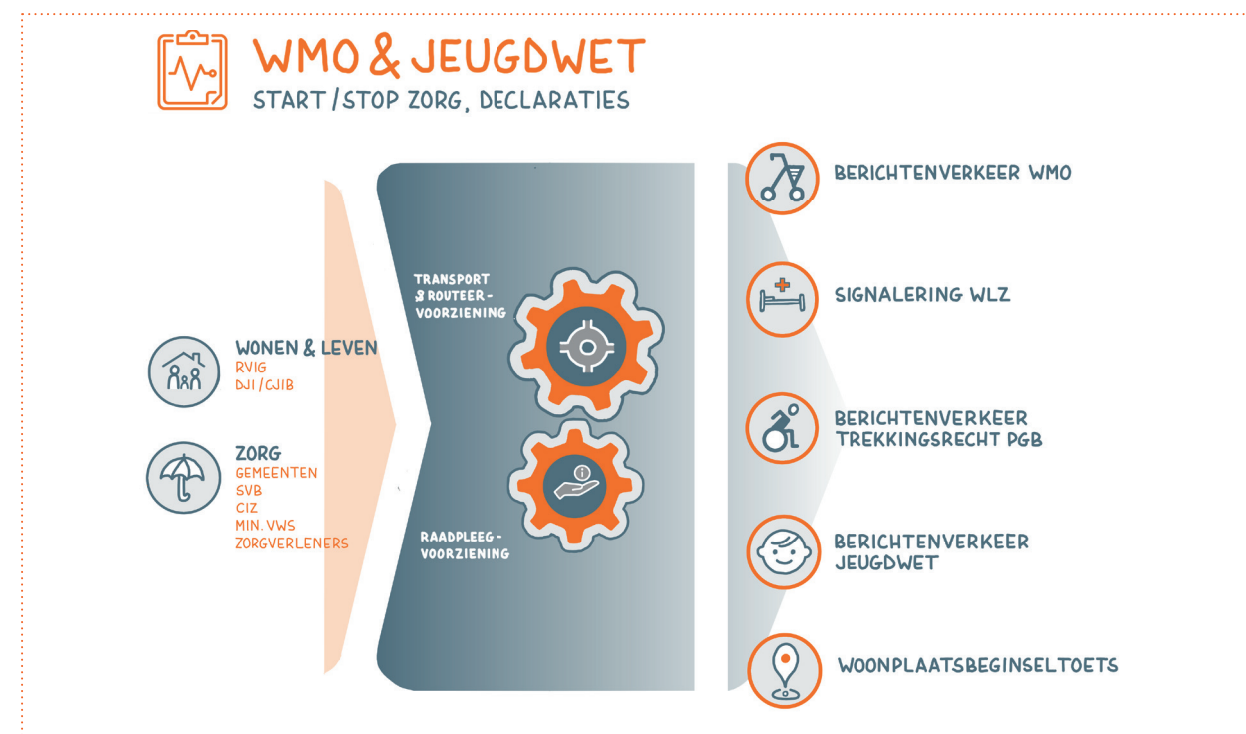 WMO & JEUGDWET
START/STOP ZORG, DECLARATIES
WONEN & LEVEN
RVIG
DJI/CJIB
ZORG
GEMEENTEN
SVB
CIZ
MIN. VWS
ZORGVERLENERS
TRANSPORT
& ROUTEER-
VOORZIENING
RAADPLEEG-
VOORZIENING
i
BERICHTENVERKEER WMO
SIGNALERING WLZ
BERICHTENVERKEER
TREKKINGSRECHT PGB
BERICHTENVERKEER
JEUGDWET
WOONPLAATSBEGINSELTOETS